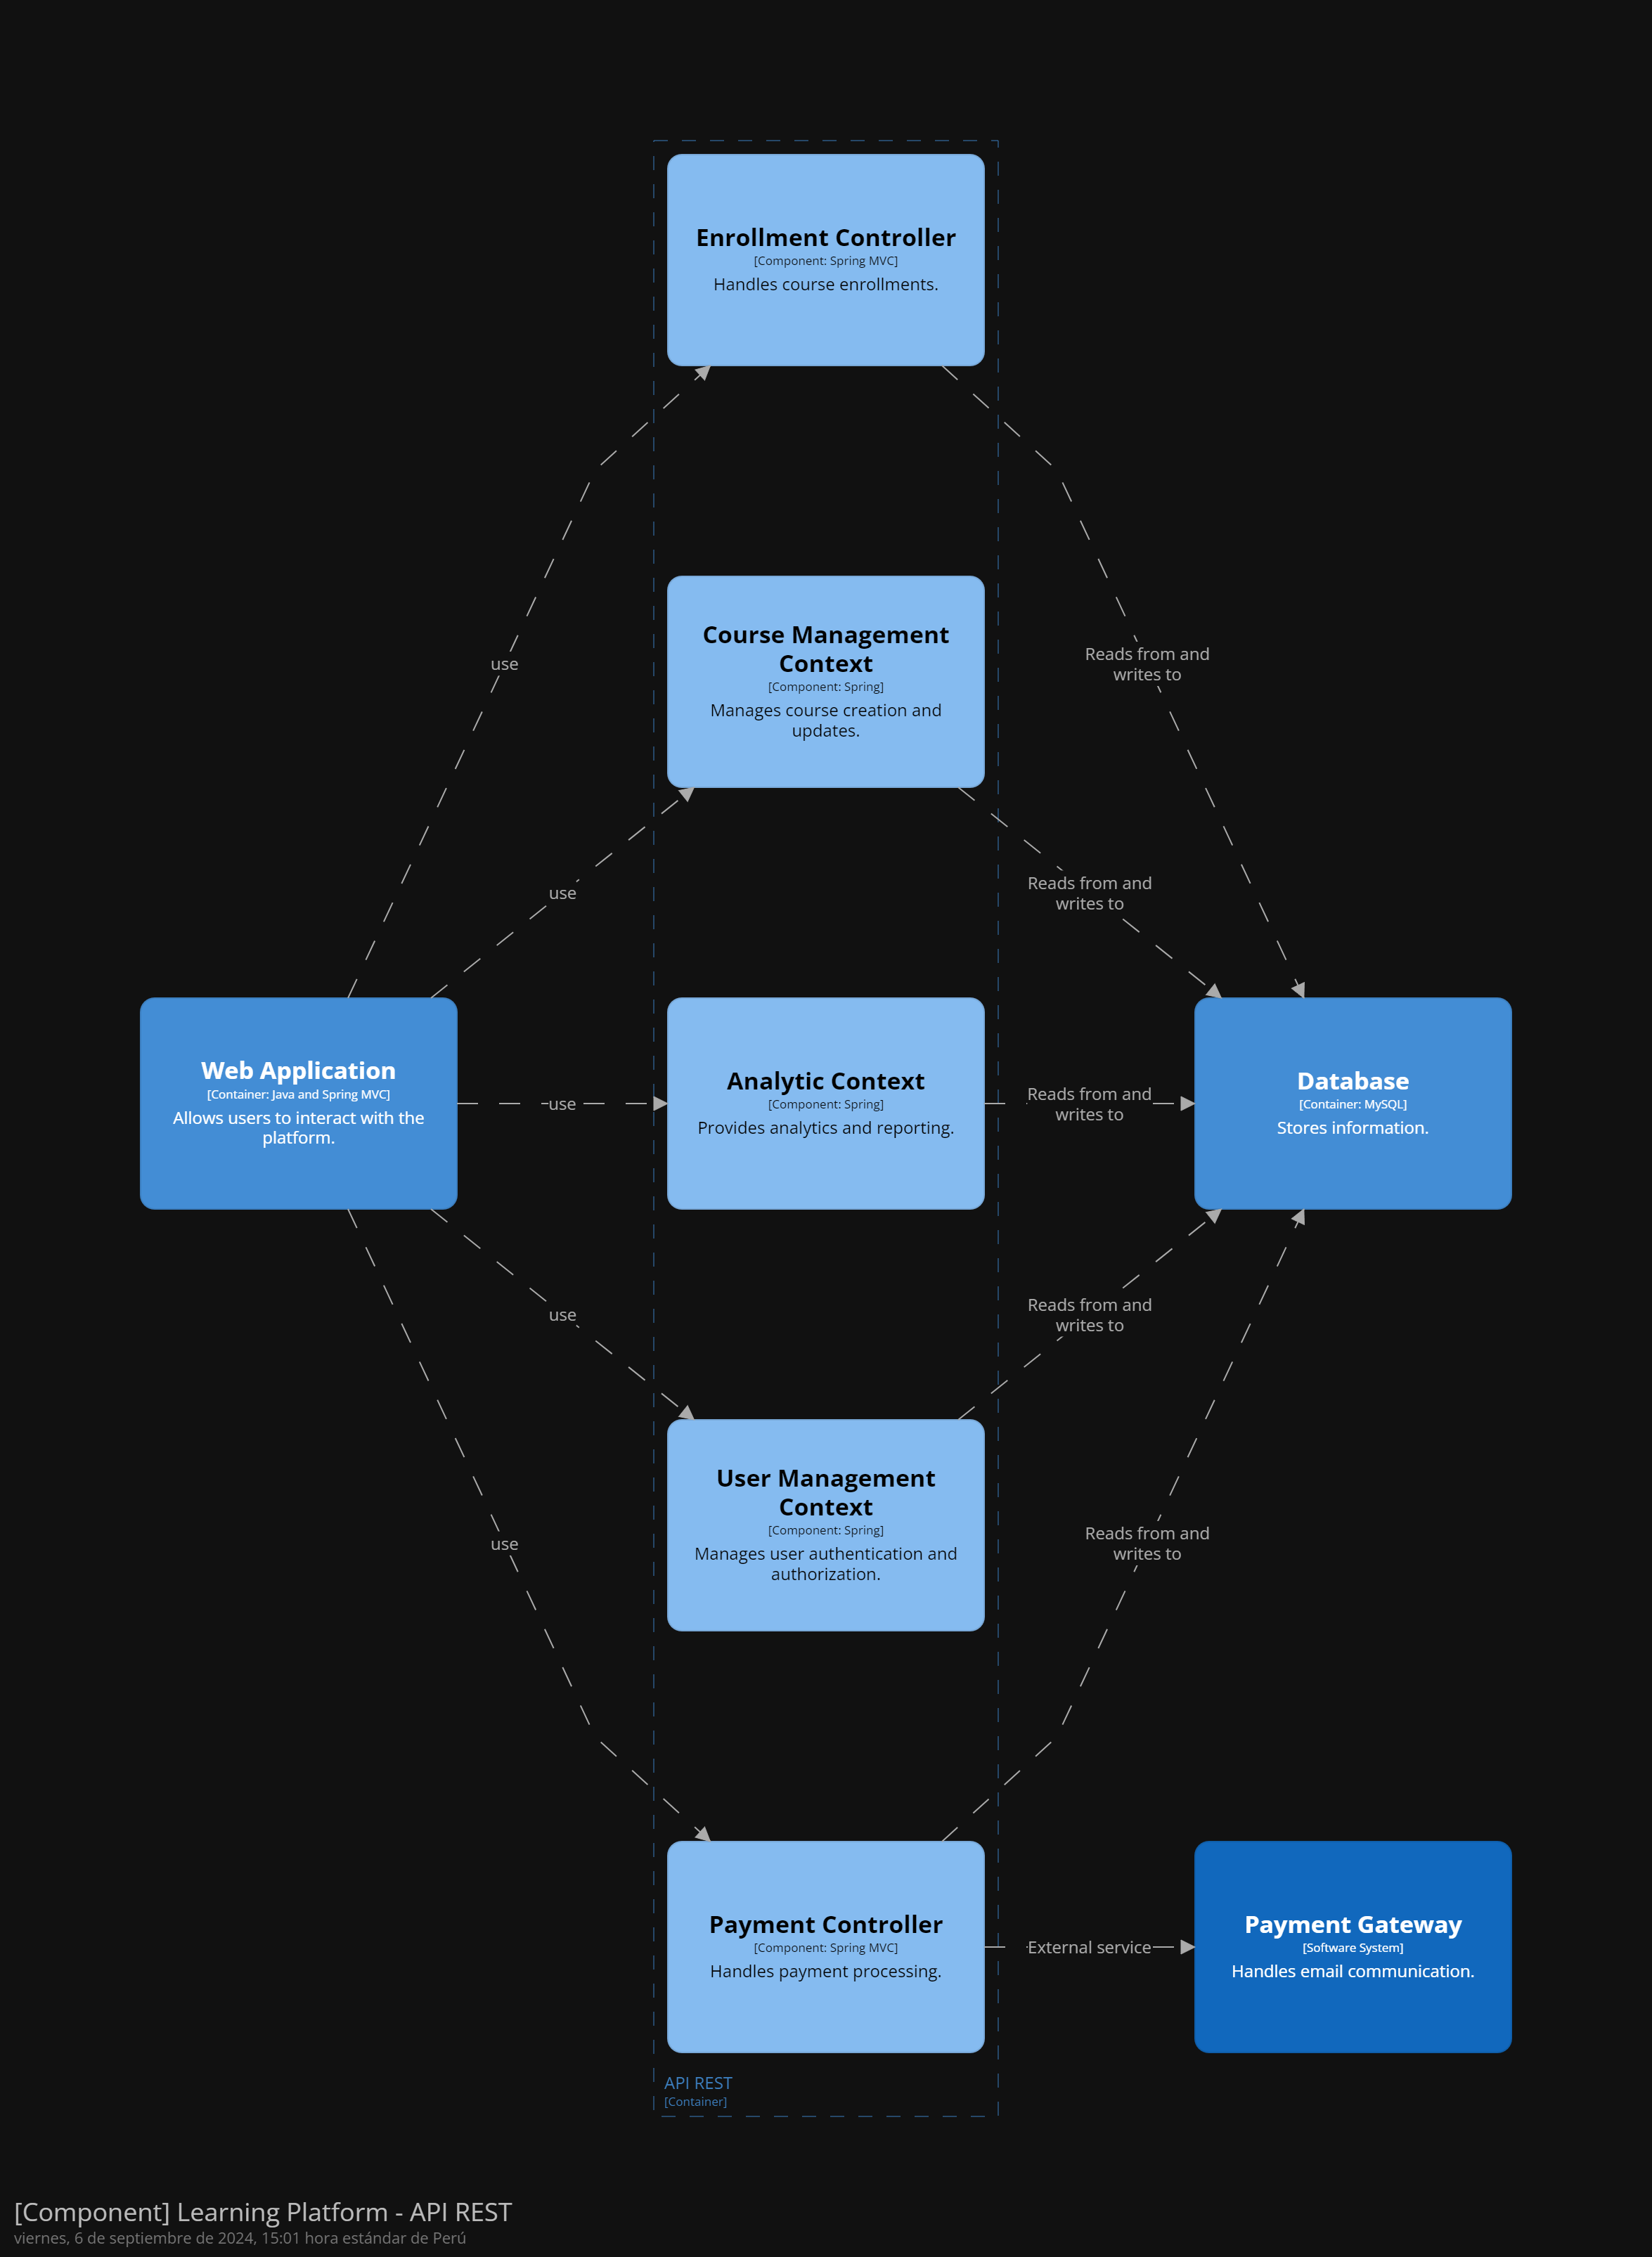 Enrollment Controller
[Component: Spring MVC]
Handles course enrollments.
use
Reads from and
writes to
Course Management
Context
[Component: Spring]
Manages course creation and
updates.
use
Reads from and
writes to
Web Application
[Container: Java and Spring MVC]
Allows users to interact with the
platform.
use
Analytic Context
[Component: Spring]
Provides analytics and reporting.
Reads from and
writes to
Database
[Container: MySQL]
Stores information.
use
Reads from and
writes to
User Management
Context
[Component: Spring]
Manages user authentication and
authorization.
use
Reads from and
writes to
Payment Controller
[Component: Spring MVC]
Handles payment processing.
External service
Payment Gateway
[Software System]
Handles email communication.
API REST
[Container]
[Component] Learning Platform - API REST
viernes, 6 de septiembre de 2024, 15:01 hora estándar de Perú